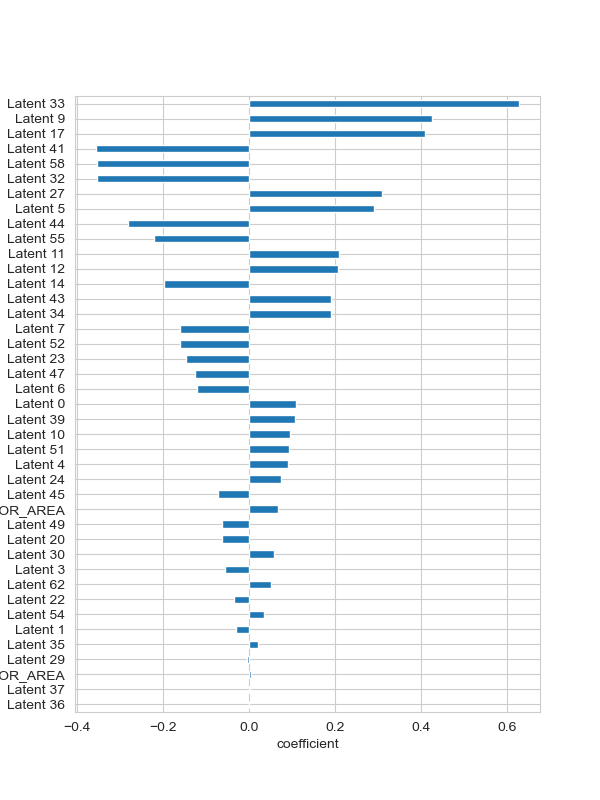 Latent 33
Latent 9
Latent 17
Latent 41
Latent 58
Latent 32
Latent 27
Latent 5
Latent 44
Latent 55
Latent 11
Latent 12
Latent 14
Latent 43
Latent 34
Latent 7
Latent 52
Latent 23
Latent 47
Latent 6
Latent 0
Latent 39
Latent 10
Latent 51
Latent 4
Latent 24
Latent 45
OR_AREA
Latent 49
Latent 20
Latent 30
Latent 3
Latent 62
Latent 22
Latent 54
Latent 1
Latent 35
Latent 29
OR_AREA
Latent 37
Latent 36
−0.4 −0.2 0.0 0.2 0.4 0.6
coefficient